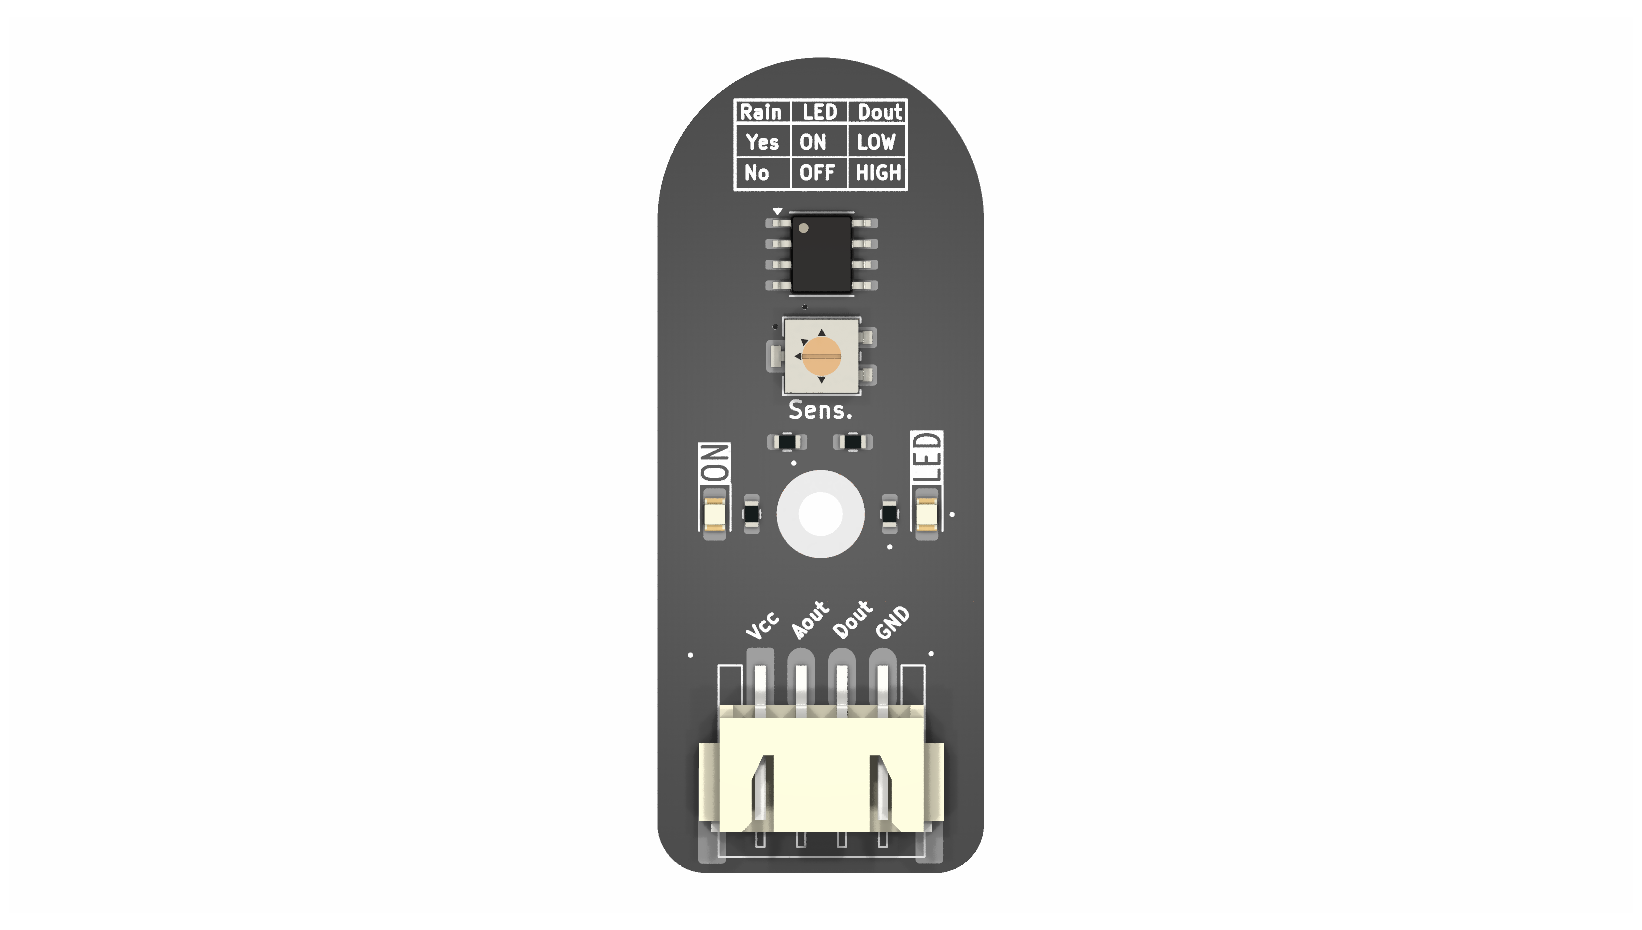 Rain LED Dout
Yes ON LOW
No OFF HIGH
Sens.
ON
LED
Vcc
Aout
Dout
GND